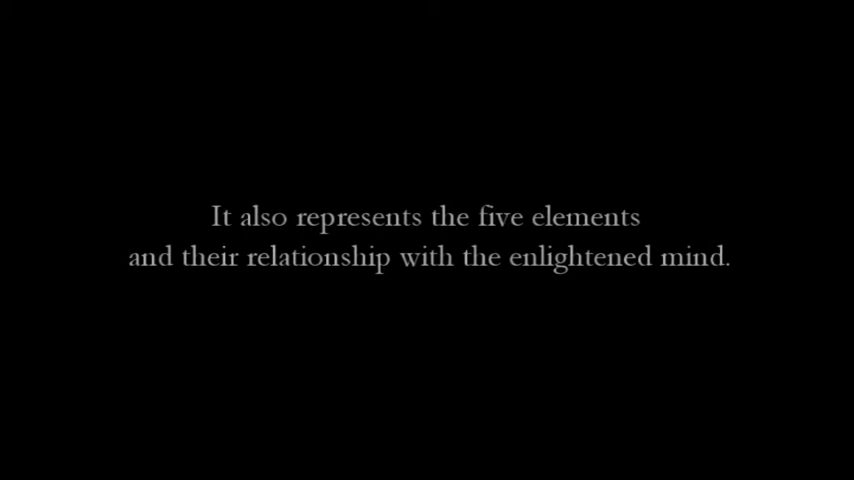 It also represents the five elements
and their relationship with the enlightened mind.